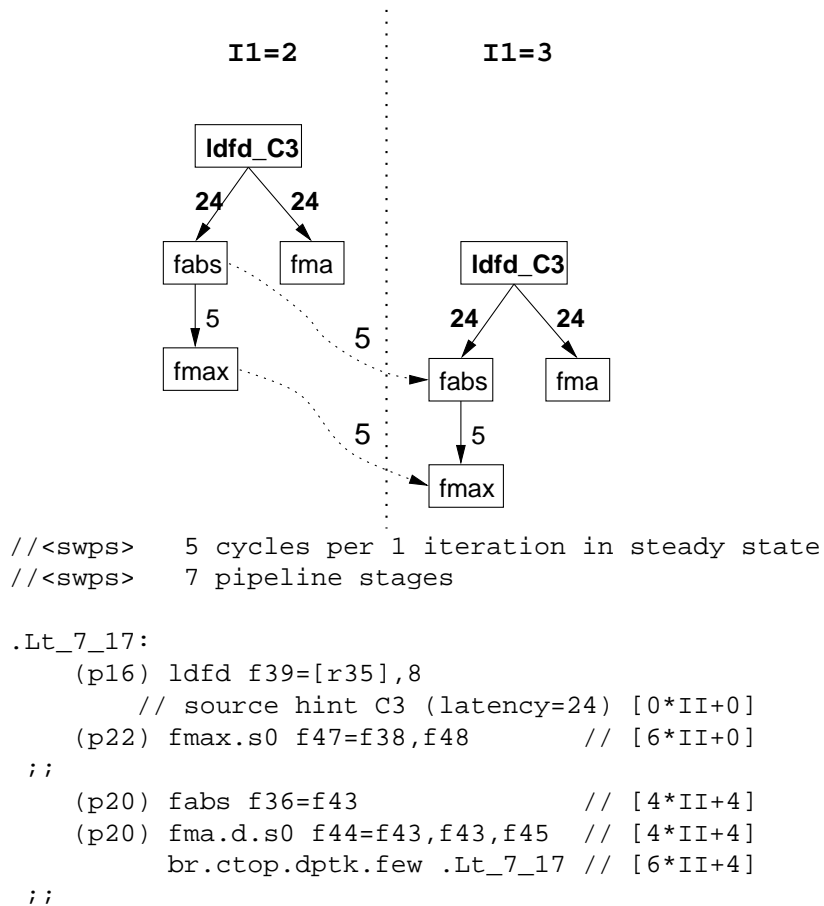 I1=2 I1=3
ldfd_C3
24 24
fabs fma ldfd_C3
5 24 24
5
fmax fabs fma
5 5
fmax
//<swps> 5 cycles per 1 iteration in steady state
//<swps> 7 pipeline stages
.Lt_7_17:
(p16) ldfd f39=[r35],8
// source hint C3 (latency=24) [0*II+0]
(p22) fmax.s0 f47=f38,f48 // [6*II+0]
;;
(p20) fabs f36=f43 // [4*II+4]
(p20) fma.d.s0 f44=f43,f43,f45 // [4*II+4]
br.ctop.dptk.few .Lt_7_17 // [6*II+4]
;;